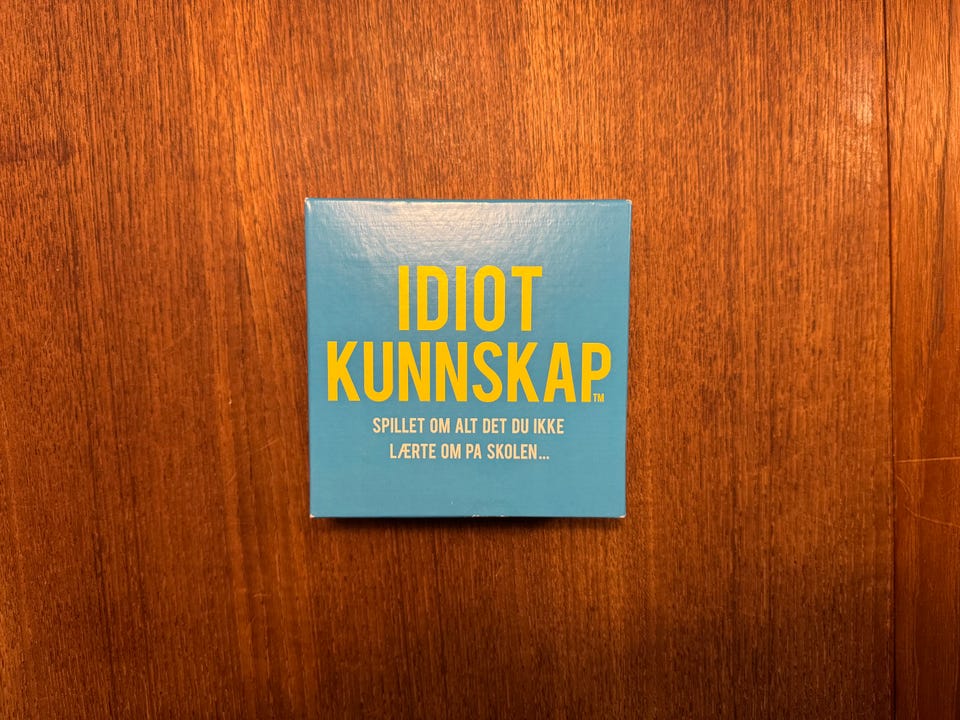 IDIOT
KUNNSKAP™
SPILLET OM ALT DET DU IKKE
LÆRTE OM PA SKOLEN...